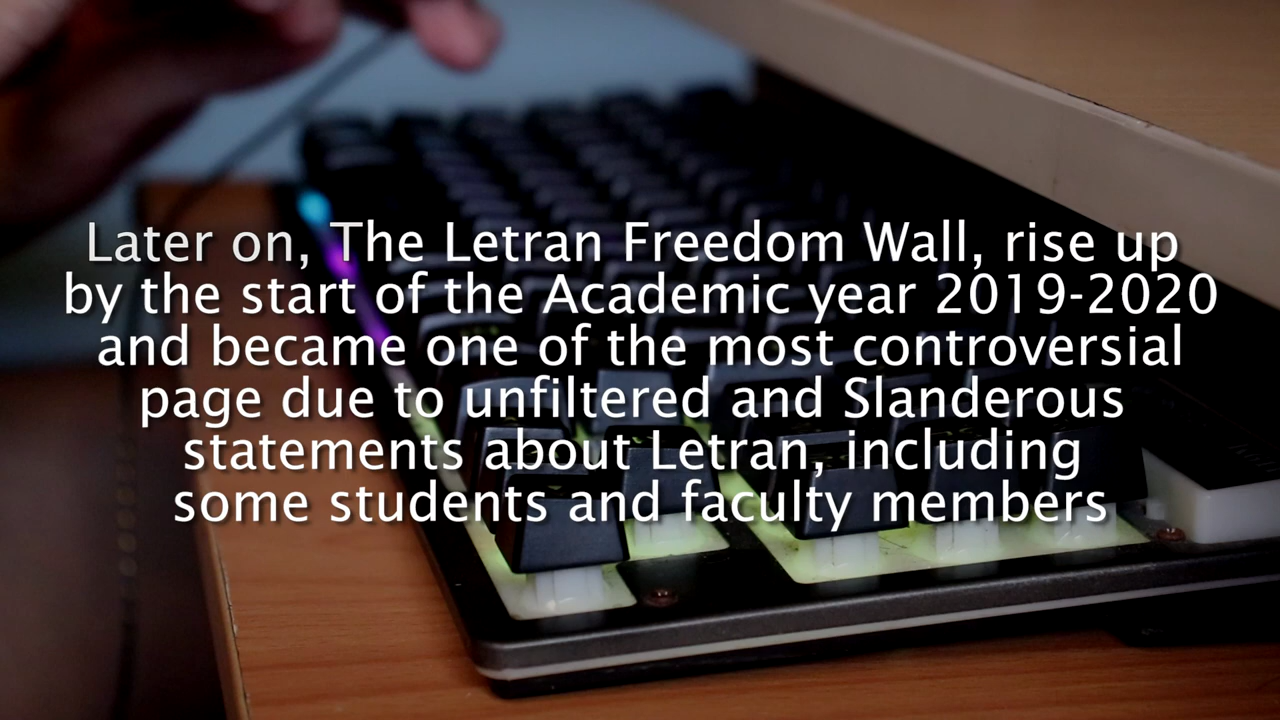 Later on, The Letran Freedom Wall, rise up
by the start of the Academic year 2019-2020
and became one of the most controversial
page due to unfiltered and Slanderous
statements about Letran, including
some students and faculty members